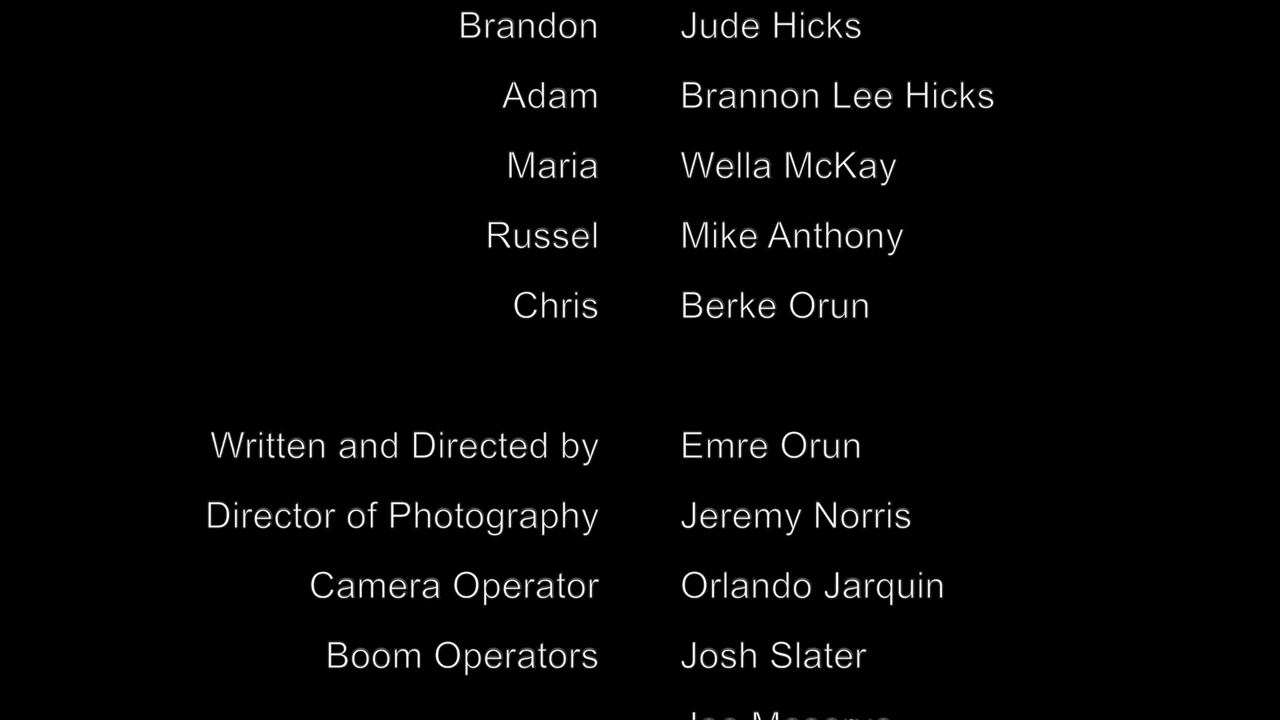 Brandon Jude Hicks
Adam Brannon Lee Hicks
Maria Wella McKay
Russel Mike Anthony
Chris Berke Orun
Written and Directed by Emre Orun
Director of Photography Jeremy Norris
Camera Operator Orlando Jarquin
Boom Operators Josh Slater